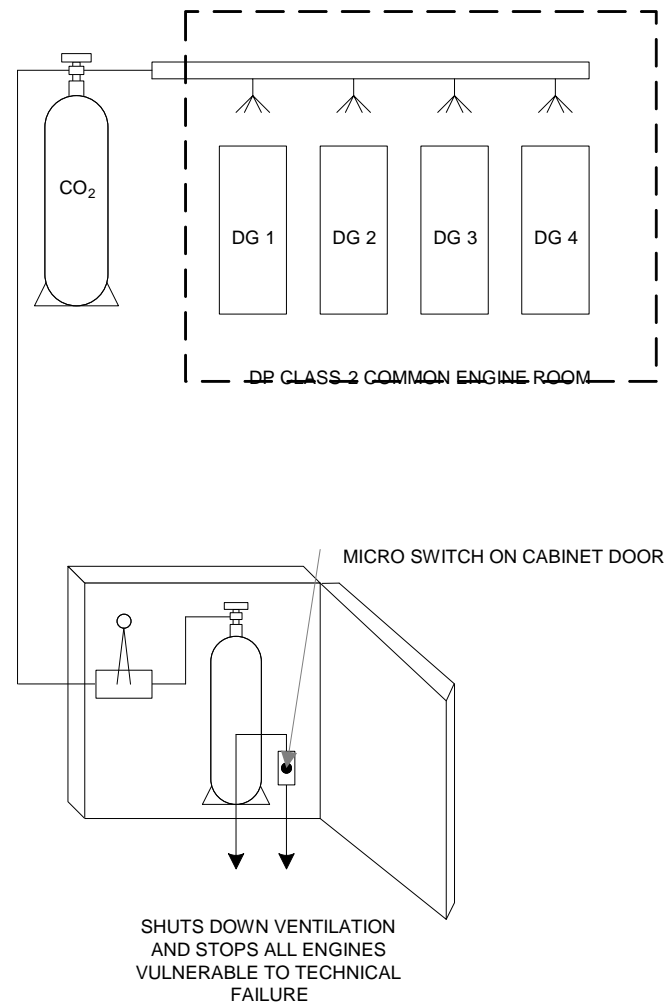 CO₂
DG 1
DG 2
DG 3
DG 4
DP CLASS 2 COMMON ENGINE ROOM
MICRO SWITCH ON CABINET DOOR
SHUTS DOWN VENTILATION
AND STOPS ALL ENGINES
VULNERABLE TO TECHNICAL
FAILURE